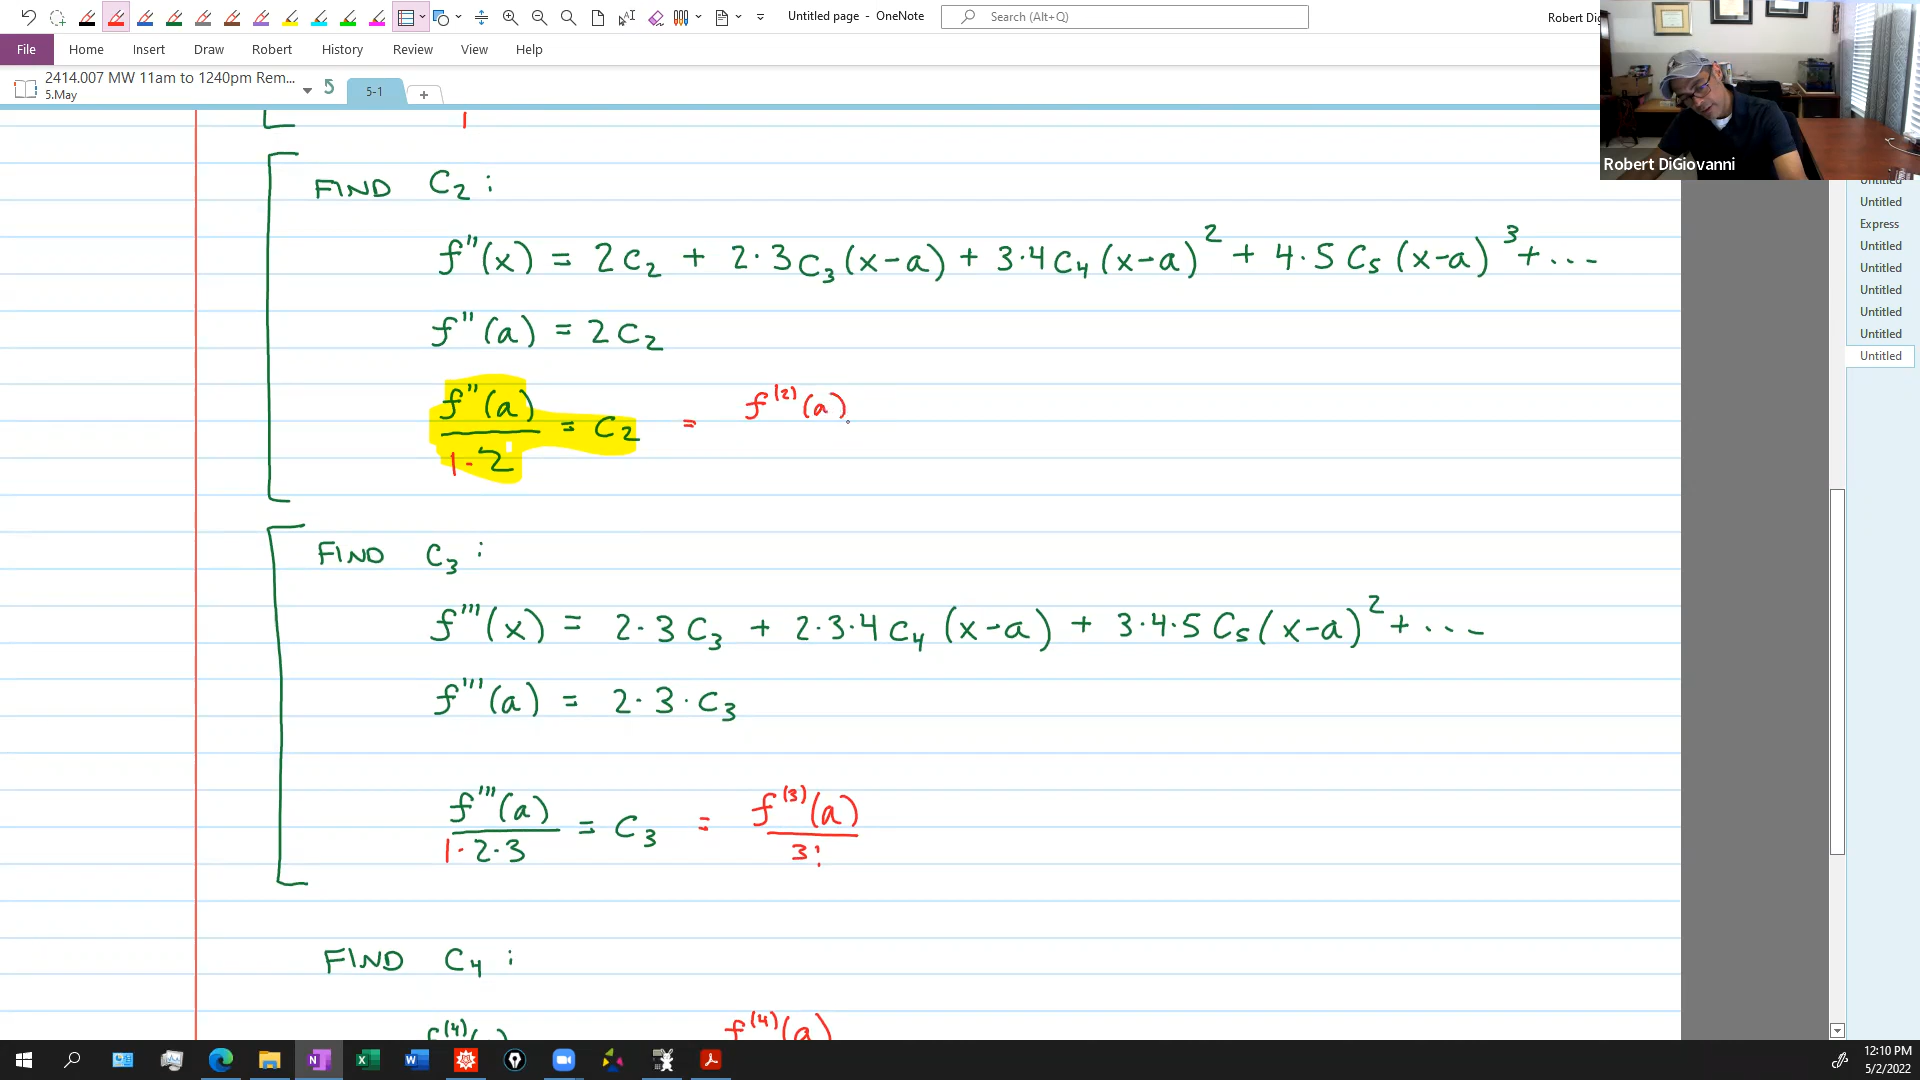 Untitled page - OneNote
Search (Alt+Q)
Robert Dig
File Home Insert Draw Robert History Review View Help
2414.007 MW 11am to 1240pm Rem...
5.May
5-1
+
Robert DiGiovanni
Untitled
Untitled
Express
Untitled
Untitled
Untitled
Untitled
Untitled
Untitled
1
FIND C₂ :
f''(x) = 2C₂ + 2·3C₃(x-a) + 3·4C₄(x-a)² + 4·5C₅(x-a)³ + ...
f''(a) = 2C₂
f''(a)/1·2 = C₂ = f⁽²⁾(a)
FIND C₃ :
f'''(x) = 2·3C₃ + 2·3·4C₄(x-a) + 3·4·5C₅(x-a)² + ...
f'''(a) = 2·3·C₃
f'''(a)/1·2·3 = C₃ = f⁽³⁾(a)/3!
FIND C₄ :
f⁽⁴⁾( ) f⁽⁴⁾(a)
12:10 PM
5/2/2022